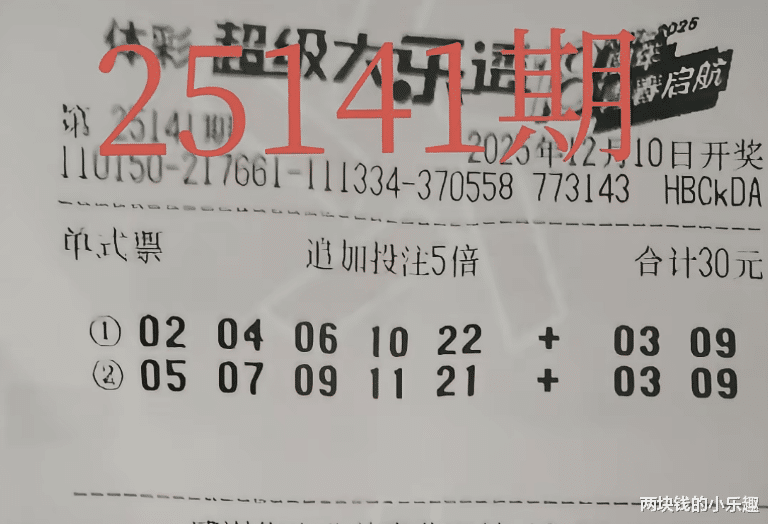 体彩 超级大乐透
2025
启航
25141期
第 25141期
2025年12月10日开奖
110150-217661-111334-370558 773143 HBCkDA
单式票 追加投注5倍 合计30元
① 02 04 06 10 22 + 03 09
② 05 07 09 11 21 + 03 09
两块钱的小乐趣